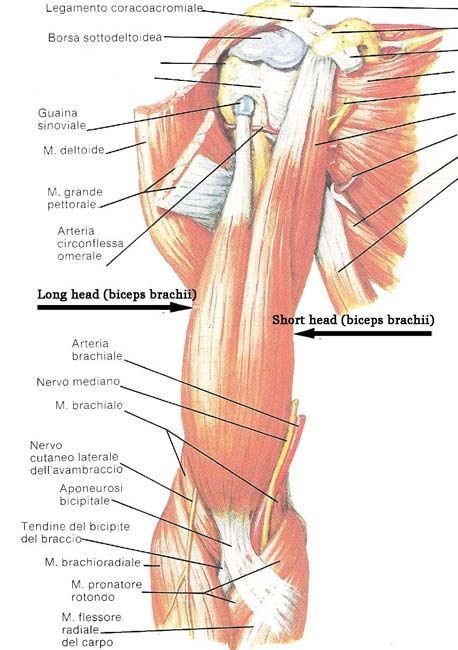 Legamento coracoacromiale
Borsa sottodeltoidea
Guaina
sinoviale
M. deltoide
M. grande
pettorale
Arteria
circonflessa
omerale
Long head (biceps brachii)
Short head (biceps brachii)
Arteria
brachiale
Nervo mediano
M. brachiale
Nervo
cutaneo laterale
dell'avambraccio
Aponeurosi
bicipitale
Tendine del bicipite
del braccio
M. brachioradiale
M. pronatore
rotondo
M. flessore
radiale
del carpo